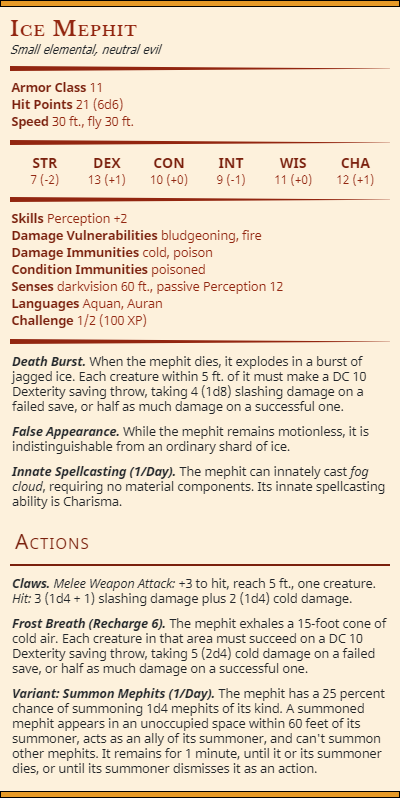 Ice Mephit
Small elemental, neutral evil
Armor Class 11
Hit Points 21 (6d6)
Speed 30 ft., fly 30 ft.
STR DEX CON INT WIS CHA
7 (-2) 13 (+1) 10 (+0) 9 (-1) 11 (+0) 12 (+1)
Skills Perception +2
Damage Vulnerabilities bludgeoning, fire
Damage Immunities cold, poison
Condition Immunities poisoned
Senses darkvision 60 ft., passive Perception 12
Languages Aquan, Auran
Challenge 1/2 (100 XP)
Death Burst. When the mephit dies, it explodes in a burst of
jagged ice. Each creature within 5 ft. of it must make a DC 10
Dexterity saving throw, taking 4 (1d8) slashing damage on a
failed save, or half as much damage on a successful one.
False Appearance. While the mephit remains motionless, it is
indistinguishable from an ordinary shard of ice.
Innate Spellcasting (1/Day). The mephit can innately cast fog
cloud, requiring no material components. Its innate spellcasting
ability is Charisma.
Actions
Claws. Melee Weapon Attack: +3 to hit, reach 5 ft., one creature.
Hit: 3 (1d4 + 1) slashing damage plus 2 (1d4) cold damage.
Frost Breath (Recharge 6). The mephit exhales a 15-foot cone of
cold air. Each creature in that area must succeed on a DC 10
Dexterity saving throw, taking 5 (2d4) cold damage on a failed
save, or half as much damage on a successful one.
Variant: Summon Mephits (1/Day). The mephit has a 25 percent
chance of summoning 1d4 mephits of its kind. A summoned
mephit appears in an unoccupied space within 60 feet of its
summoner, acts as an ally of its summoner, and can't summon
other mephits. It remains for 1 minute, until it or its summoner
dies, or until its summoner dismisses it as an action.